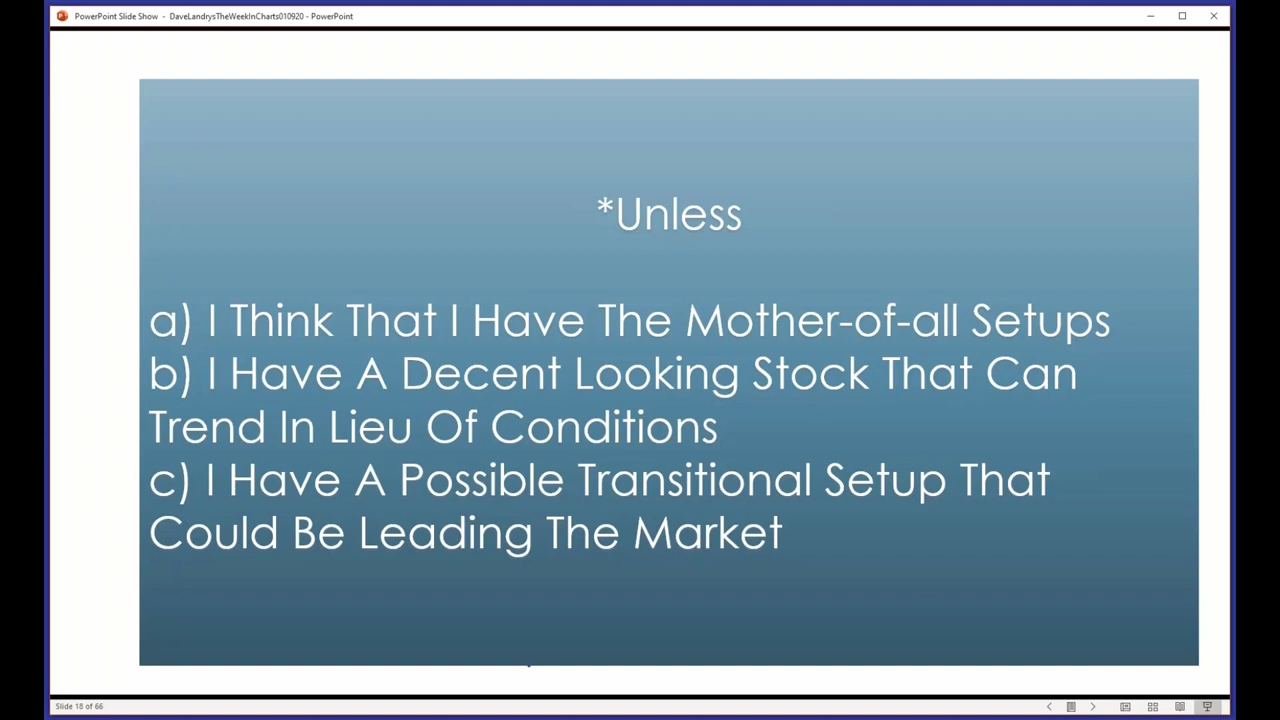 PowerPoint Slide Show - DaveLandrysTheWeekInCharts010920 - PowerPoint
*Unless
a) I Think That I Have The Mother-of-all Setups
b) I Have A Decent Looking Stock That Can
Trend In Lieu Of Conditions
c) I Have A Possible Transitional Setup That
Could Be Leading The Market
Slide 18 of 66